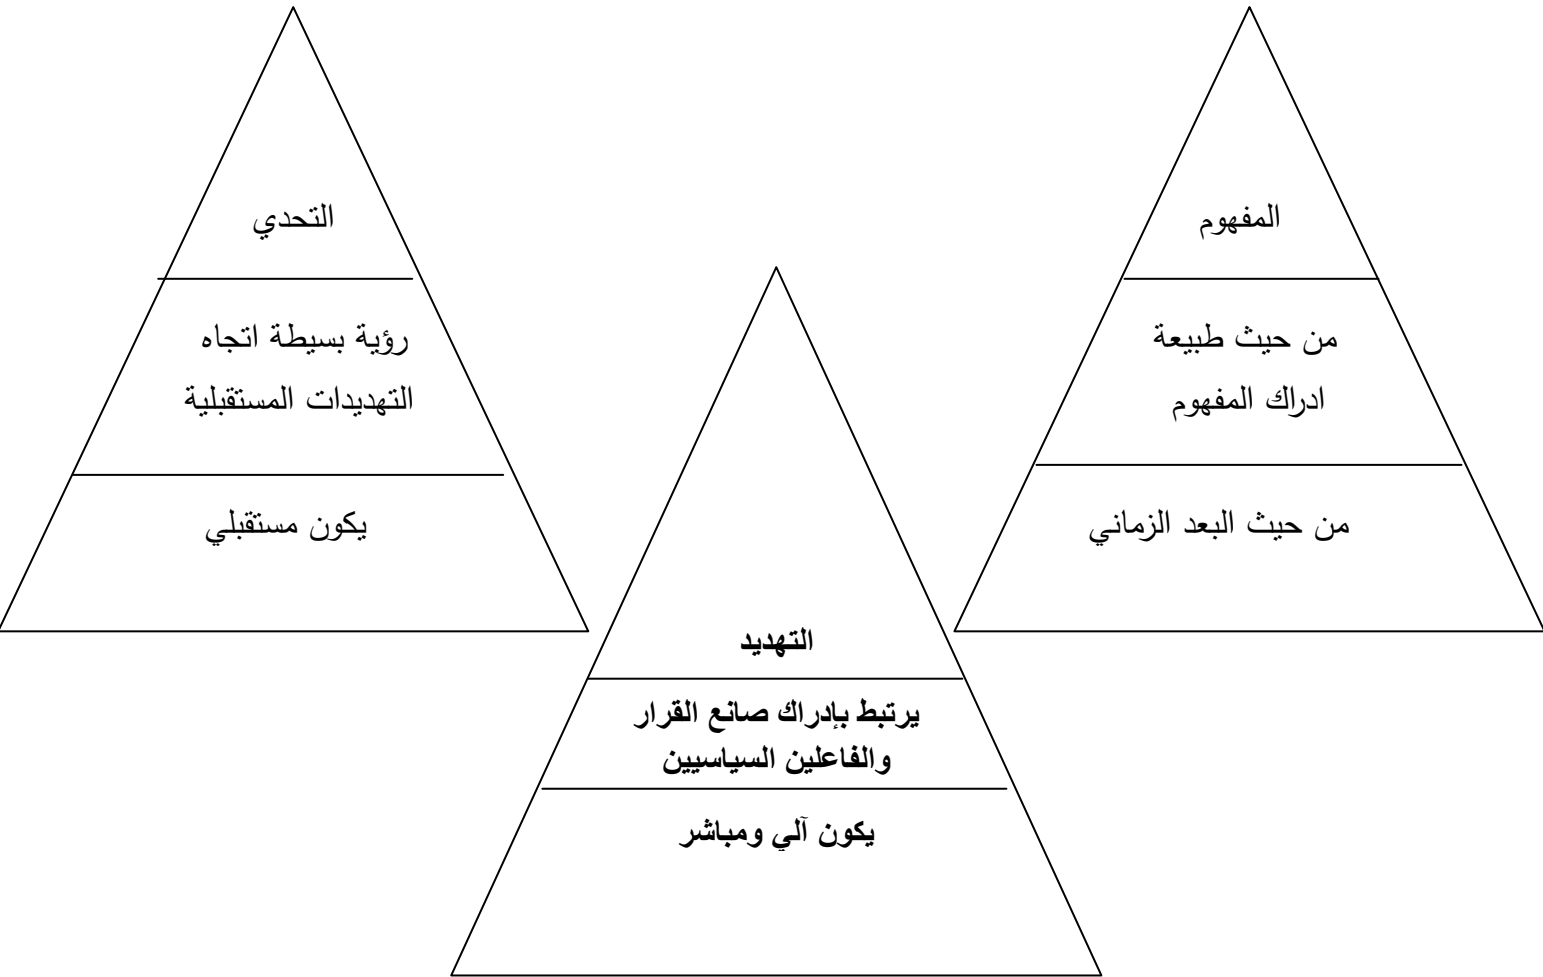 المفهوم
من حيث طبيعة
ادراك المفهوم
من حيث البعد الزماني
التهديد
يرتبط بإدراك صانع القرار
والفاعلين السياسيين
يكون آلي ومباشر
التحدي
رؤية بسيطة اتجاه
التهديدات المستقبلية
يكون مستقبلي